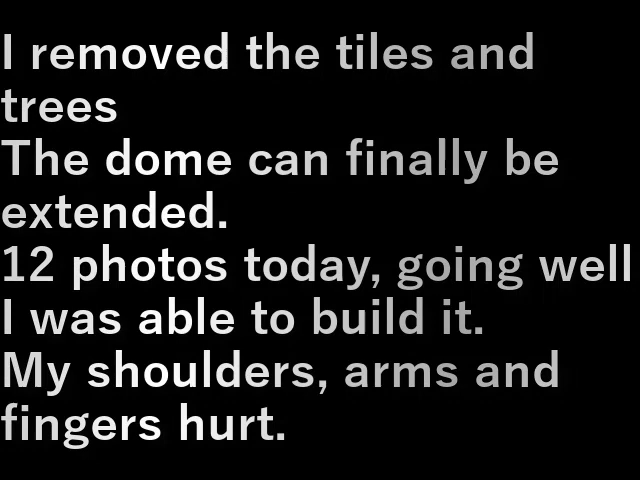 I removed the tiles and
trees
The dome can finally be
extended.
12 photos today, going well
I was able to build it.
My shoulders, arms and
fingers hurt.